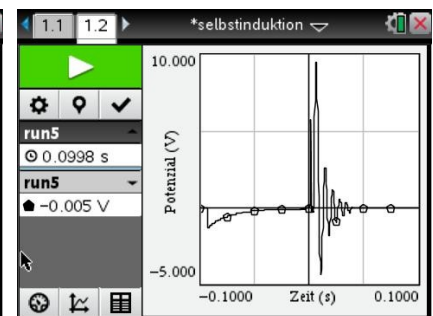 1.1 1.2 *selbstinduktion
run5
0.0998 s
run5
-0.005 V
10.000
Potenzial (V)
-5.000
-0.1000 Zeit (s) 0.1000